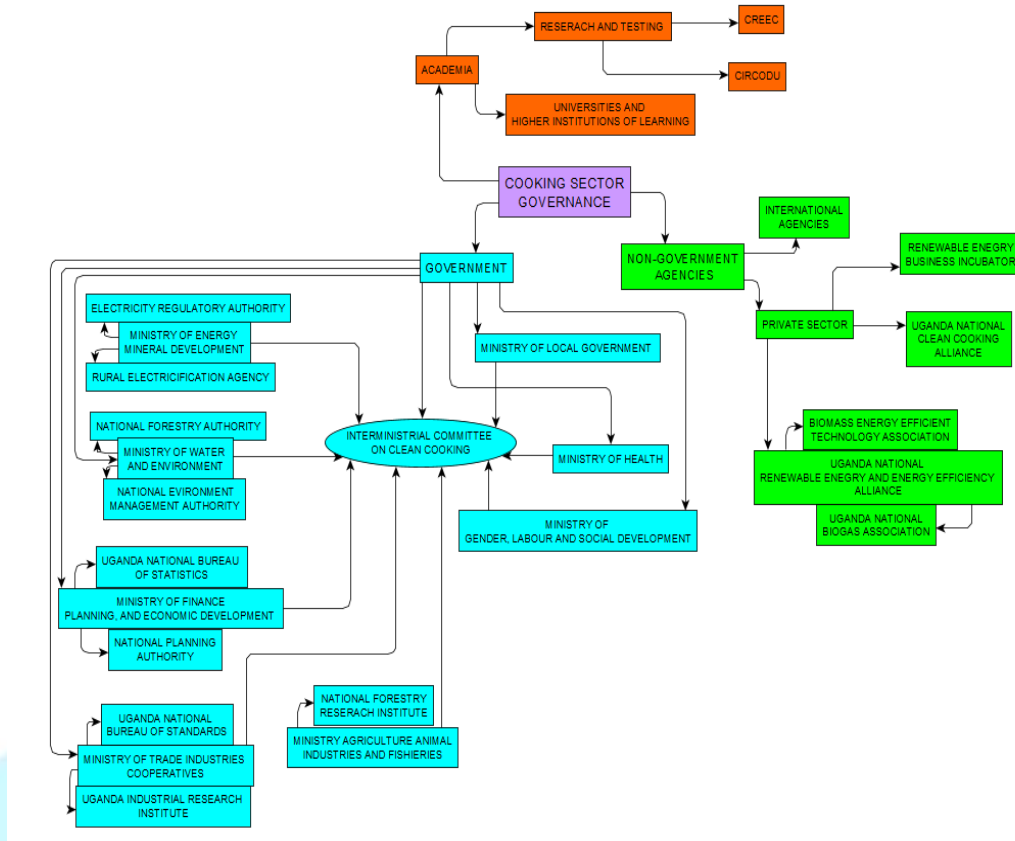 CREEC
RESERACH AND TESTING
ACADEMIA
CIRCODU
UNIVERSITIES AND
HIGHER INSTITUTIONS OF LEARNING
COOKING SECTOR
GOVERNANCE
INTERNATIONAL
AGENCIES
NON-GOVERNMENT
AGENCIES
RENEWABLE ENEGRY
BUSINESS INCUBATOR
PRIVATE SECTOR
UGANDA NATIONAL
CLEAN COOKING
ALLIANCE
BIOMASS ENERGY EFFICIENT
TECHNOLOGY ASSOCIATION
UGANDA NATIONAL
RENEWABLE ENEGRY AND ENERGY EFFICIENCY
ALLIANCE
UGANDA NATIONAL
BIOGAS ASSOCIATION
GOVERNMENT
ELECTRICITY REGULATORY AUTHORITY
MINISTRY OF ENERGY
MINERAL DEVELOPMENT
RURAL ELECTRICIFICATION AGENCY
MINISTRY OF LOCAL GOVERNMENT
NATIONAL FORESTRY AUTHORITY
MINISTRY OF WATER
AND ENVIRONMENT
NATIONAL EVIRONMENT
MANAGEMENT AUTHORITY
INTERMINISTRIAL COMMITTEE
ON CLEAN COOKING
MINISTRY OF HEALTH
MINISTRY OF
GENDER, LABOUR AND SOCIAL DEVELOPMENT
UGANDA NATIONAL BUREAU
OF STATISTICS
MINISTRY OF FINANCE
PLANNING, AND ECONOMIC DEVELOPMENT
NATIONAL PLANNING
AUTHORITY
NATIONAL FORESTRY
RESERACH INSTITUTE
MINISTRY AGRICULTURE ANIMAL
INDUSTRIES AND FISHIERIES
UGANDA NATIONAL
BUREAU OF STANDARDS
MINISTRY OF TRADE INDUSTRIES
COOPERATIVES
UGANDA INDUSTRIAL RESEARCH
INSTITUTE